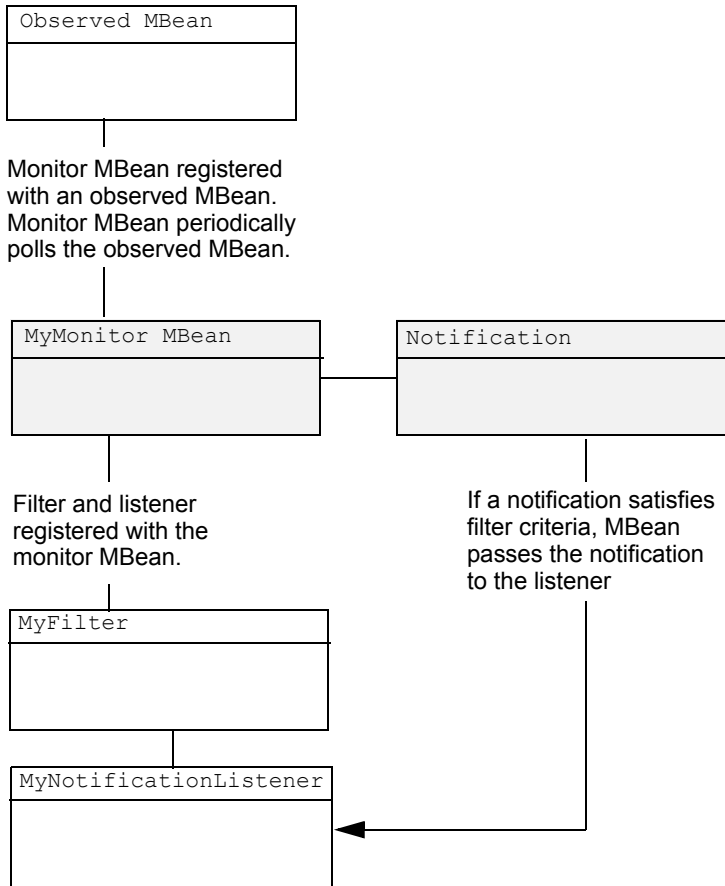 Observed MBean
Monitor MBean registered
with an observed MBean.
Monitor MBean periodically
polls the observed MBean.
MyMonitor MBean
Notification
Filter and listener
registered with the
monitor MBean.
If a notification satisfies
filter criteria, MBean
passes the notification
to the listener
MyFilter
MyNotificationListener